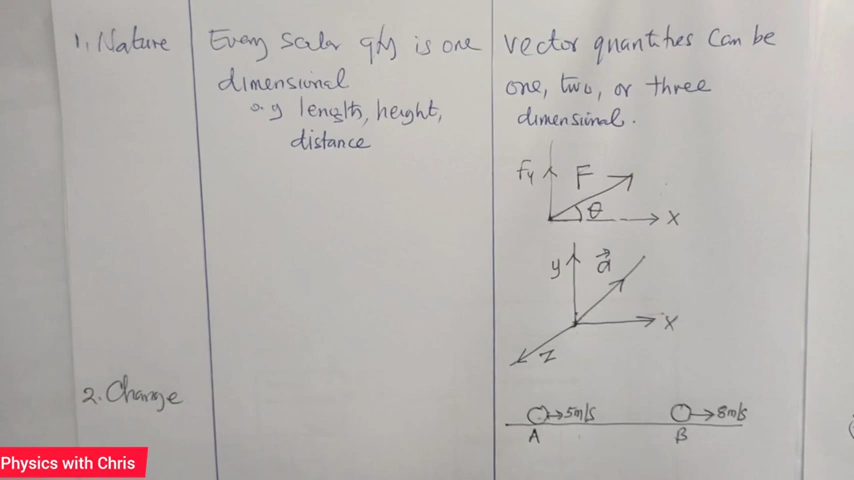 1. Nature
Every scalar qty is one
dimensional
e.g length, height,
distance
vector quantities can be
one, two, or three
dimensional.
Fy F
θ
X
y a⃗
X
Z
2. Change
5m/s 8m/s
A B
Physics with Chris